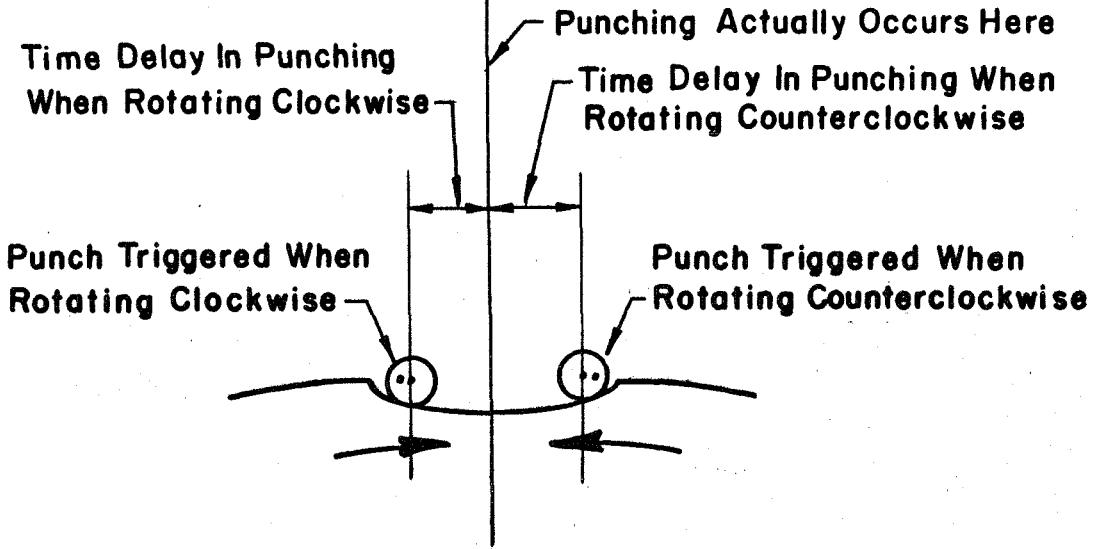 Punching Actually Occurs Here
Time Delay In Punching
When Rotating Clockwise
Time Delay In Punching When
Rotating Counterclockwise
Punch Triggered When
Rotating Clockwise
Punch Triggered When
Rotating Counterclockwise